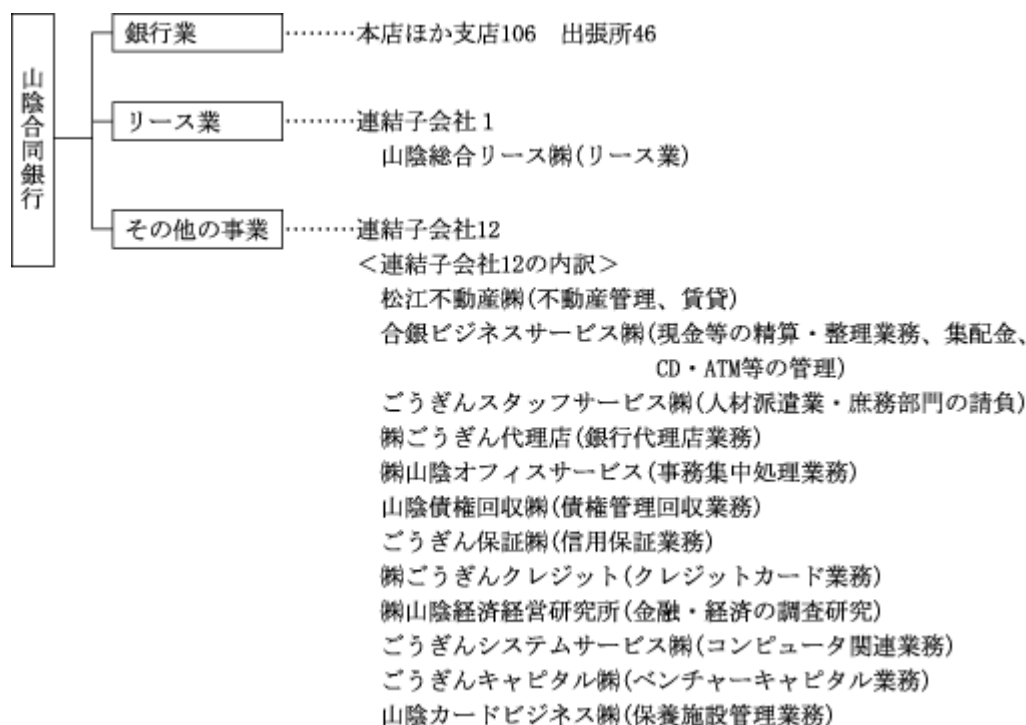 山陰合同銀行
銀行業………本店ほか支店106　出張所46
リース業………連結子会社1
山陰総合リース㈱(リース業)
その他の事業………連結子会社12
＜連結子会社12の内訳＞
松江不動産㈱(不動産管理、賃貸)
合銀ビジネスサービス㈱(現金等の精算・整理業務、集配金、
CD・ATM等の管理)
ごうぎんスタッフサービス㈱(人材派遣業・庶務部門の請負)
㈱ごうぎん代理店(銀行代理店業務)
㈱山陰オフィスサービス(事務集中処理業務)
山陰債権回収㈱(債権管理回収業務)
ごうぎん保証㈱(信用保証業務)
㈱ごうぎんクレジット(クレジットカード業務)
㈱山陰経済経営研究所(金融・経済の調査研究)
ごうぎんシステムサービス㈱(コンピュータ関連業務)
ごうぎんキャピタル㈱(ベンチャーキャピタル業務)
山陰カードビジネス㈱(保養施設管理業務)